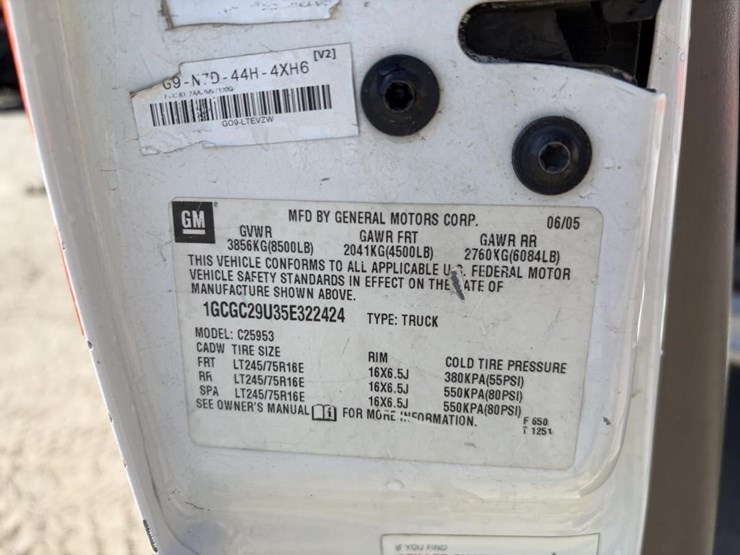 [V2]
G9-N7D-44H-4XH6
GO9-LTEVZW
GM
MFD BY GENERAL MOTORS CORP. 06/05
GVWR GAWR FRT GAWR RR
3856KG(8500LB) 2041KG(4500LB) 2760KG(6084LB)
THIS VEHICLE CONFORMS TO ALL APPLICABLE U.S. FEDERAL MOTOR
VEHICLE SAFETY STANDARDS IN EFFECT ON THE DATE OF
MANUFACTURE SHOWN ABOVE.
1GCGC29U35E322424 TYPE: TRUCK
MODEL: C25953
CADW TIRE SIZE RIM COLD TIRE PRESSURE
FRT LT245/75R16E 16X6.5J 380KPA(55PSI)
RR LT245/75R16E 16X6.5J 550KPA(80PSI)
SPA LT245/75R16E 16X6.5J 550KPA(80PSI)
SEE OWNER'S MANUAL FOR MORE INFORMATION.
F 650
T 1251
IF YOU FIND